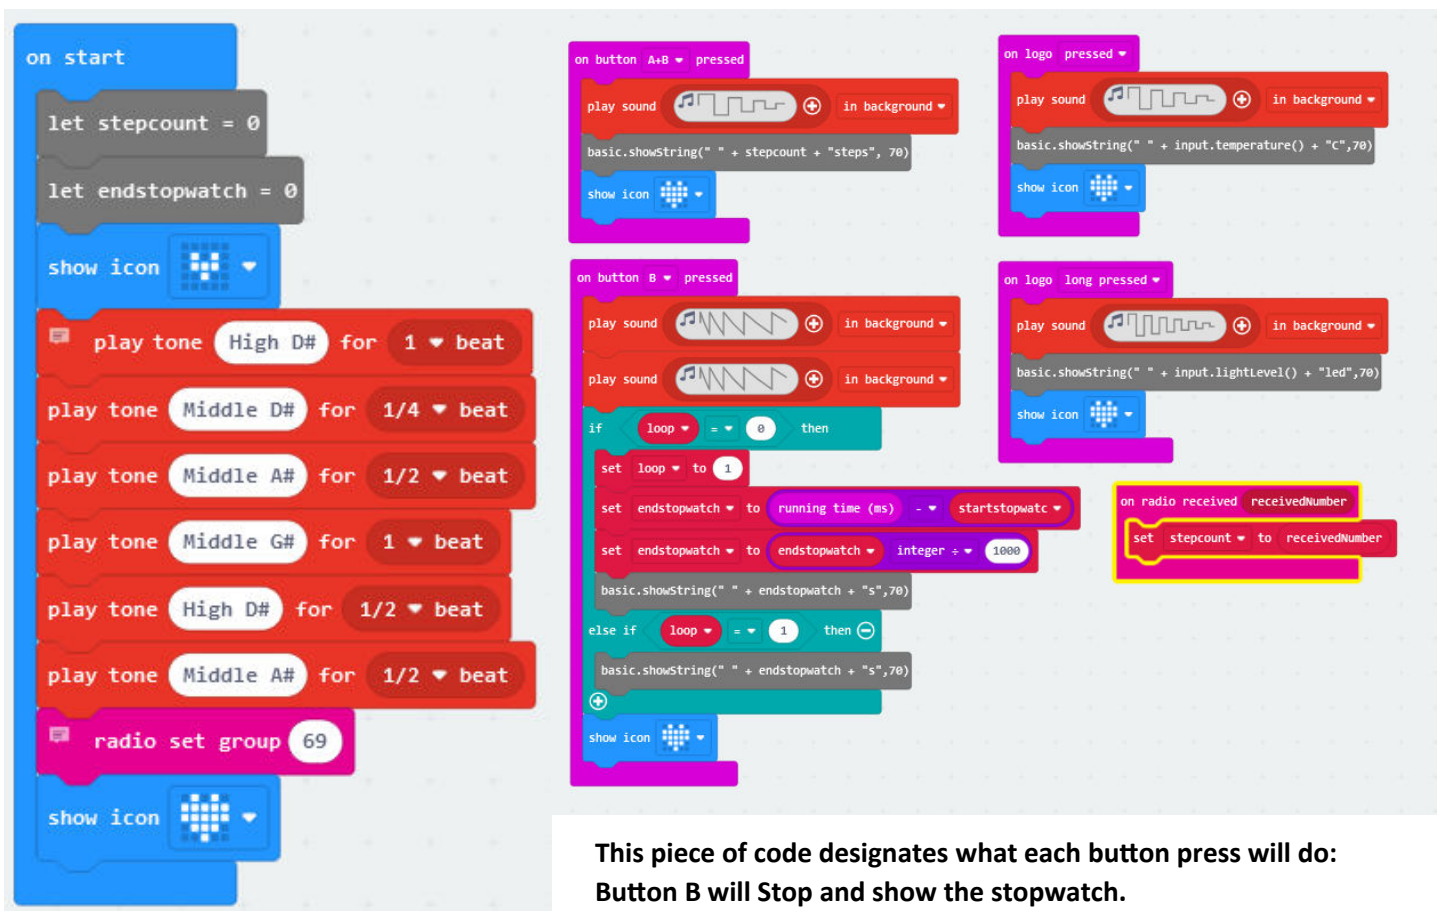 on start
let stepcount = 0
let endstopwatch = 0
show icon
play tone High D# for 1 beat
play tone Middle D# for 1/4 beat
play tone Middle A# for 1/2 beat
play tone Middle G# for 1 beat
play tone High D# for 1/2 beat
play tone Middle A# for 1/2 beat
radio set group 69
show icon
on button A+B pressed
play sound in background
basic.showString(" " + stepcount + "steps", 70)
show icon
on button B pressed
play sound in background
play sound in background
if loop = 0 then
set loop to 1
set endstopwatch to running time (ms) - startstopwatc
set endstopwatch to endstopwatch integer ÷ 1000
basic.showString(" " + endstopwatch + "s",70)
else if loop = 1 then
basic.showString(" " + endstopwatch + "s",70)
show icon
on logo pressed
play sound in background
basic.showString(" " + input.temperature() + "C",70)
show icon
on logo long pressed
play sound in background
basic.showString(" " + input.lightLevel() + "led",70)
show icon
on radio received receivedNumber
set stepcount to receivedNumber
This piece of code designates what each button press will do:
Button B will Stop and show the stopwatch.